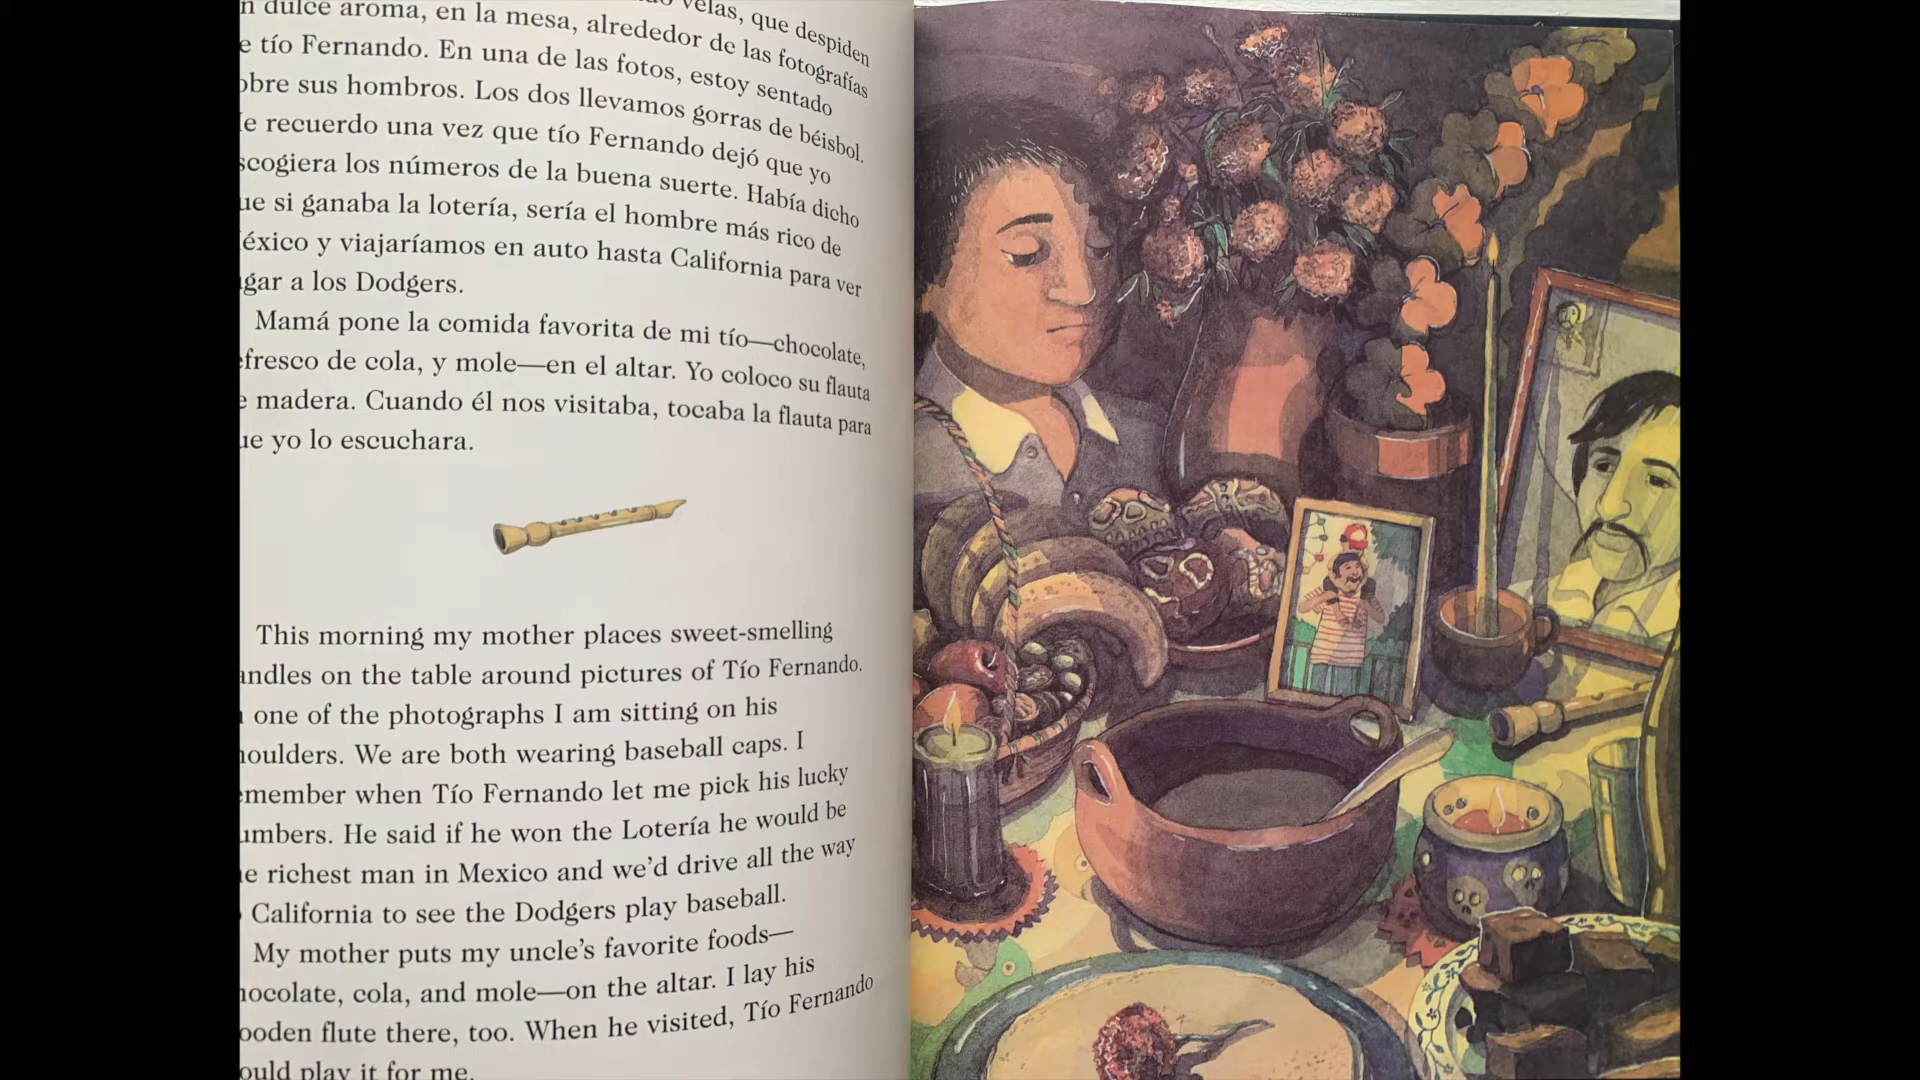 velas, que despiden
dulce aroma, en la mesa, alrededor de las fotografías
tío Fernando. En una de las fotos, estoy sentado
sus hombros. Los dos llevamos gorras de béisbol.
recuerdo una vez que tío Fernando dejó que yo
scogiera los números de la buena suerte. Había dicho
ue si ganaba la lotería, sería el hombre más rico de
éxico y viajaríamos en auto hasta California para ver
gar a los Dodgers.
Mamá pone la comida favorita de mi tío—chocolate,
fresco de cola, y mole—en el altar. Yo coloco su flauta
e madera. Cuando él nos visitaba, tocaba la flauta para
ue yo lo escuchara.
This morning my mother places sweet-smelling
andles on the table around pictures of Tío Fernando.
one of the photographs I am sitting on his
houlders. We are both wearing baseball caps. I
emember when Tío Fernando let me pick his lucky
umbers. He said if he won the Lotería he would be
e richest man in Mexico and we'd drive all the way
California to see the Dodgers play baseball.
My mother puts my uncle's favorite foods—
hocolate, cola, and mole—on the altar. I lay his
ooden flute there, too. When he visited, Tío Fernando
ould play it for me.